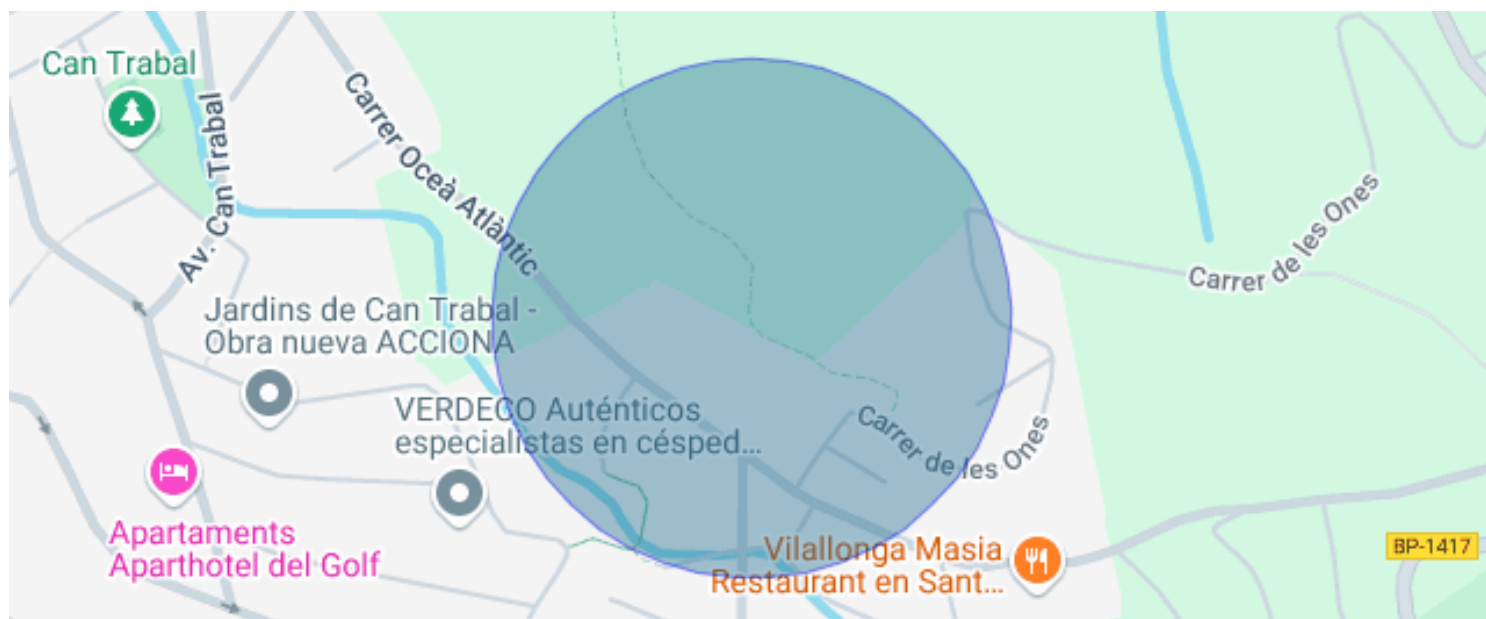 Can Trabal
Av. Can Trabal
Carrer Oceà Atlàntic
Carrer de les Ones
Jardins de Can Trabal -
Obra nueva ACCIONA
VERDECO Auténticos
especialistas en césped...
Carrer de les Ones
Apartaments
Aparthotel del Golf
Vilallonga Masia
Restaurant en Sant...
BP-1417